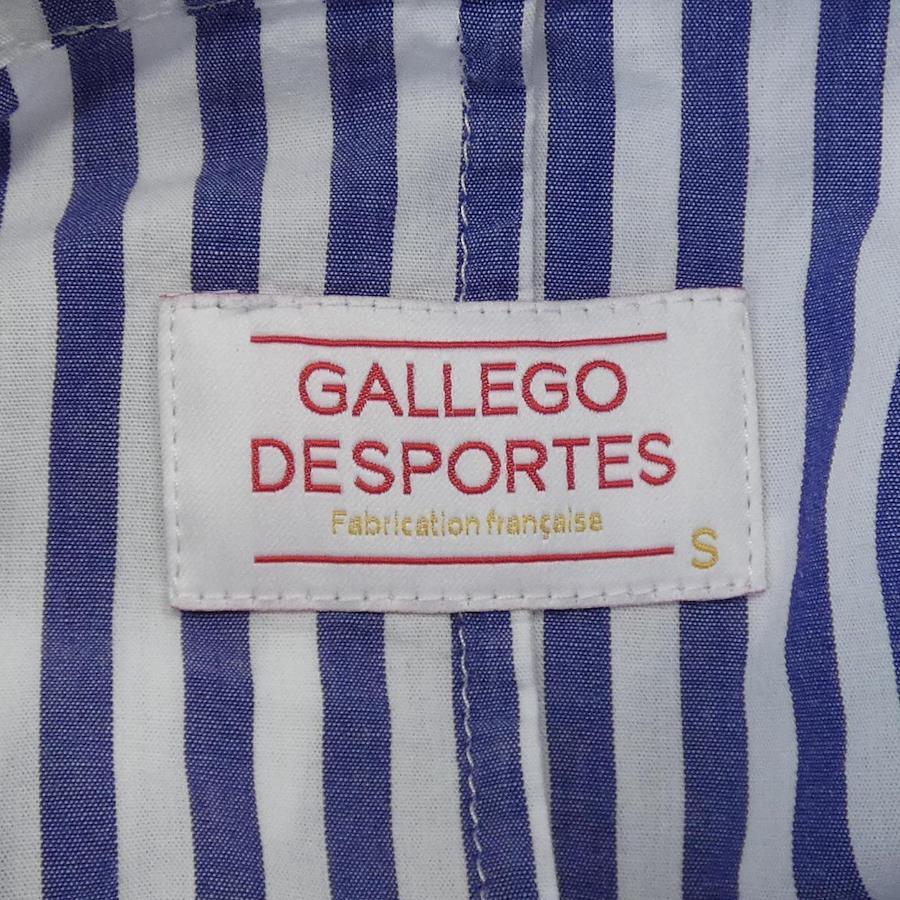 GALLEGO
DESPORTES
Fabrication française
S